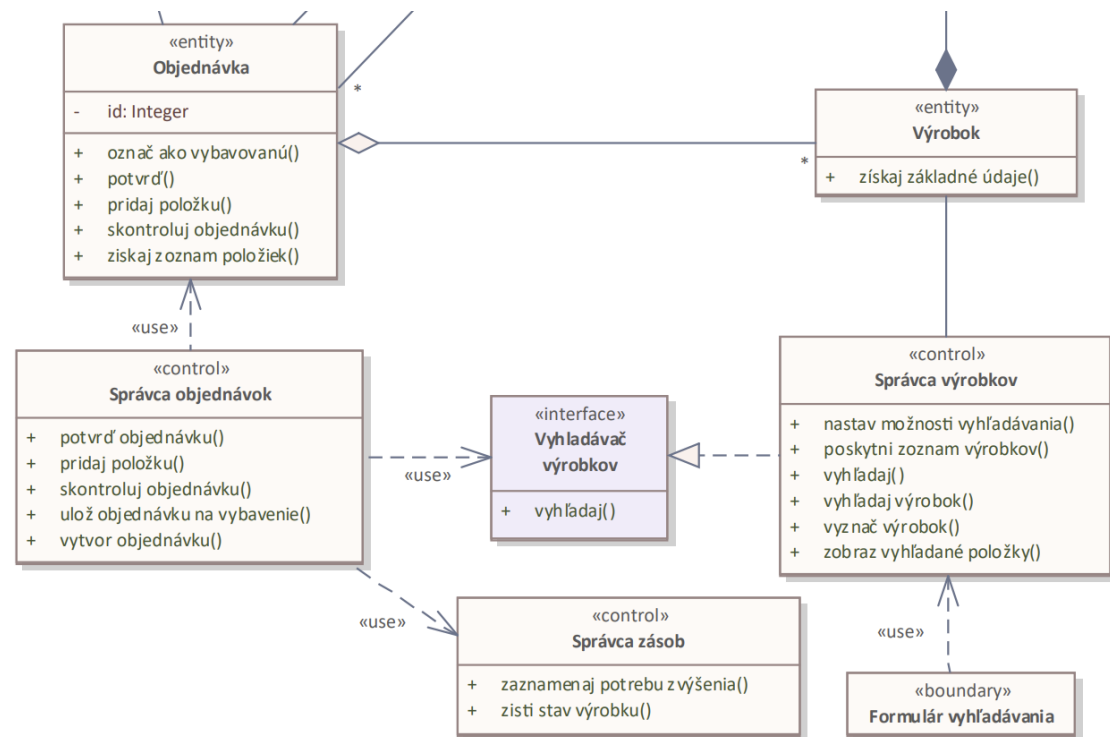 «entity»
Objednávka
- id: Integer
+ označ ako vybavovanú()
+ potvrď()
+ pridaj položku()
+ skontroluj objednávku()
+ ziskaj zoznam položiek()
*
*
«entity»
Výrobok
+ získaj základné údaje()
«use»
«control»
Správca objednávok
+ potvrď objednávku()
+ pridaj položku()
+ skontroluj objednávku()
+ ulož objednávku na vybavenie()
+ vytvor objednávku()
«use»
«interface»
Vyhladávač
výrobkov
+ vyhľadaj()
«control»
Správca výrobkov
+ nastav možnosti vyhľadávania()
+ poskytni zoznam výrobkov()
+ vyhľadaj()
+ vyhľadaj výrobok()
+ vyznač výrobok()
+ zobraz vyhľadané položky()
«use»
«control»
Správca zásob
+ zaznamenaj potrebu zvýšenia()
+ zisti stav výrobku()
«use»
«boundary»
Formulár vyhľadávania